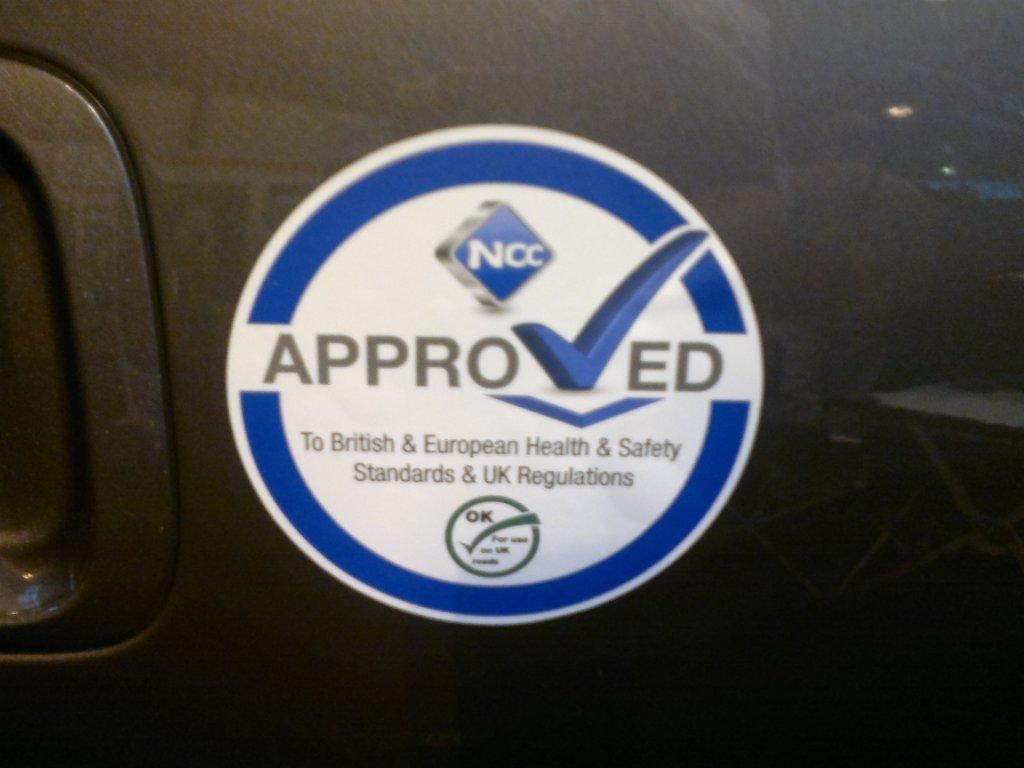 NCC
APPROVED
To British & European Health & Safety
Standards & UK Regulations
OK
For use
on UK
roads